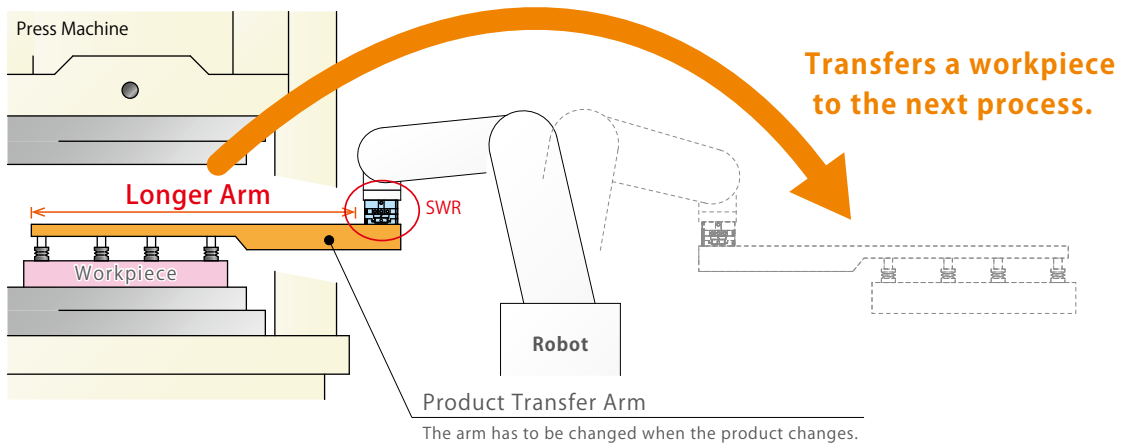 Press Machine
Transfers a workpiece
to the next process.
Longer Arm
SWR
Workpiece
Robot
Product Transfer Arm
The arm has to be changed when the product changes.